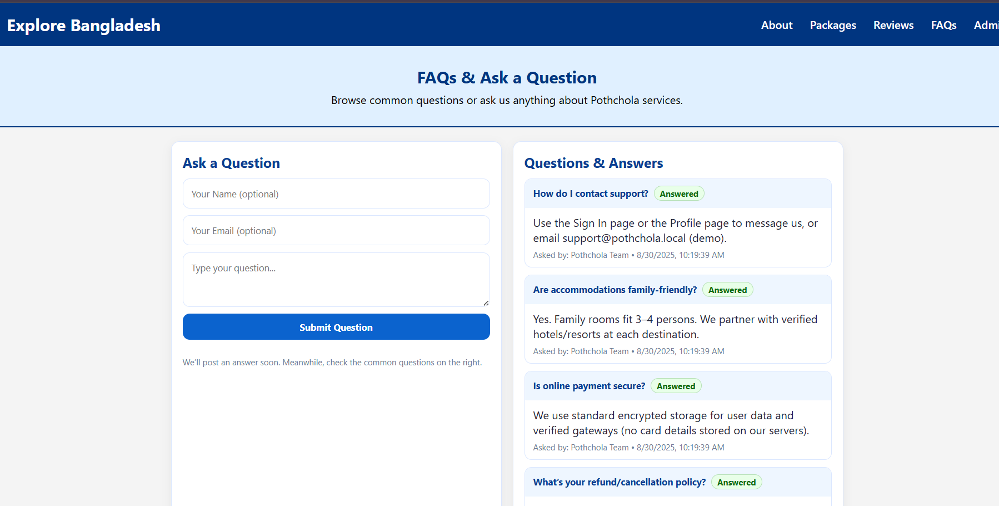 Explore Bangladesh
About
Packages
Reviews
FAQs
Admi
FAQs & Ask a Question
Browse common questions or ask us anything about Pothchola services.
Ask a Question
Your Name (optional)
Your Email (optional)
Type your question...
Submit Question
We’ll post an answer soon. Meanwhile, check the common questions on the right.
Questions & Answers
How do I contact support? Answered
Use the Sign In page or the Profile page to message us, or
email support@pothchola.local (demo).
Asked by: Pothchola Team • 8/30/2025, 10:19:39 AM
Are accommodations family-friendly? Answered
Yes. Family rooms fit 3–4 persons. We partner with verified
hotels/resorts at each destination.
Asked by: Pothchola Team • 8/30/2025, 10:19:39 AM
Is online payment secure? Answered
We use standard encrypted storage for user data and
verified gateways (no card details stored on our servers).
Asked by: Pothchola Team • 8/30/2025, 10:19:39 AM
What’s your refund/cancellation policy? Answered